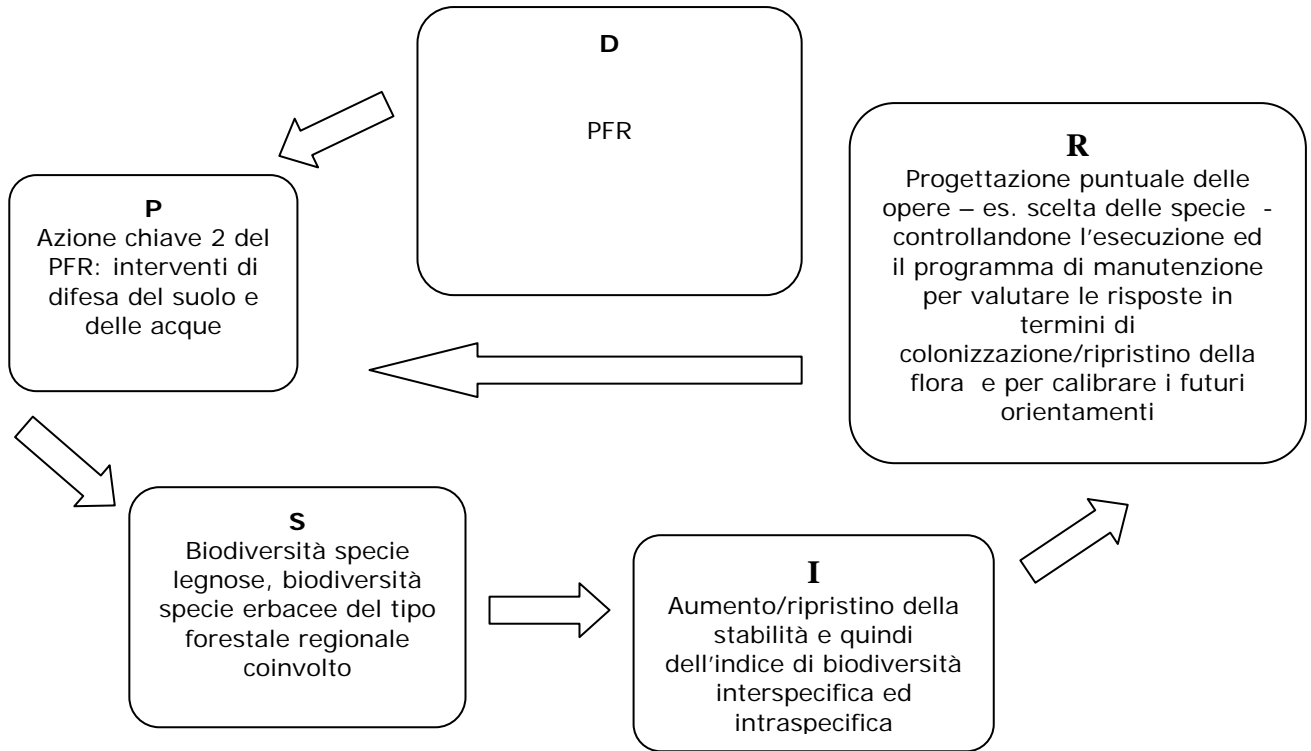 D
PFR
P
Azione chiave 2 del
PFR: interventi di
difesa del suolo e
delle acque
S
Biodiversità specie
legnose, biodiversità
specie erbacee del tipo
forestale regionale
coinvolto
I
Aumento/ripristino della
stabilità e quindi
dell'indice di biodiversità
interspecifica ed
intraspecifica
R
Progettazione puntuale delle
opere – es. scelta delle specie -
controllandone l'esecuzione ed
il programma di manutenzione
per valutare le risposte in
termini di
colonizzazione/ripristino della
flora e per calibrare i futuri
orientamenti